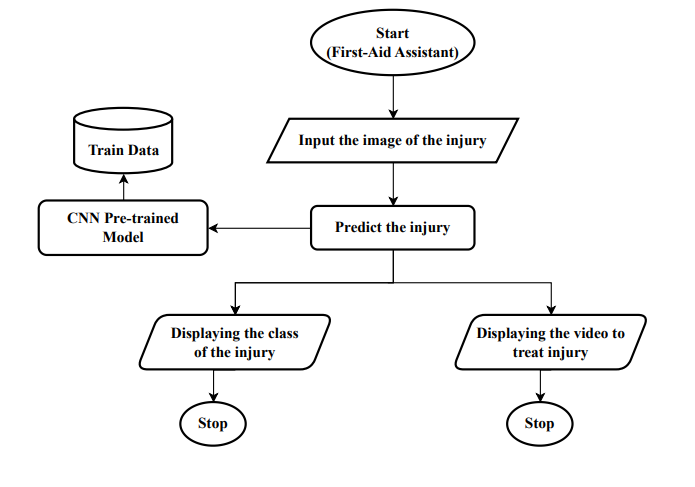 Start
(First-Aid Assistant)
Input the image of the injury
Train Data
CNN Pre-trained
Model
Predict the injury
Displaying the class
of the injury
Displaying the video to
treat injury
Stop
Stop